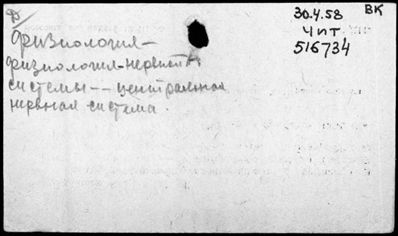 Ф
30.4.58 ВК
Чит
516734
Физиология—
физиология-нервной
системы--центральная
нервная система.